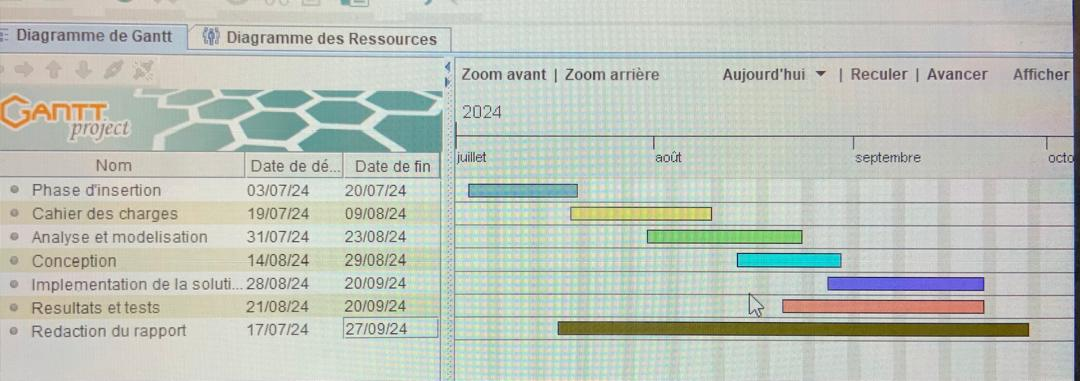 Diagramme de Gantt Diagramme des Ressources
Zoom avant | Zoom arrière Aujourd'hui | Reculer | Avancer Afficher
GANTT
project
2024
juillet août septembre octo
Nom Date de dé... Date de fin
Phase d'insertion 03/07/24 20/07/24
Cahier des charges 19/07/24 09/08/24
Analyse et modelisation 31/07/24 23/08/24
Conception 14/08/24 29/08/24
Implementation de la soluti... 28/08/24 20/09/24
Resultats et tests 21/08/24 20/09/24
Redaction du rapport 17/07/24 27/09/24